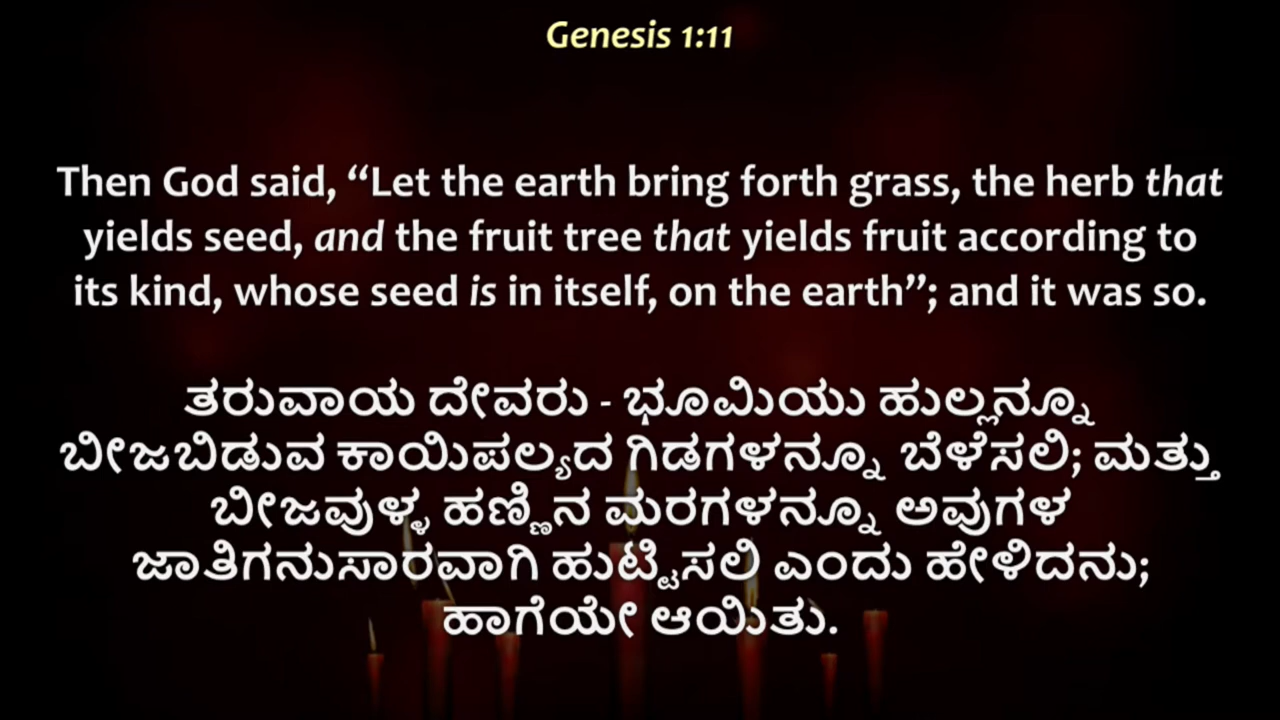 Genesis 1:11
Then God said, “Let the earth bring forth grass, the herb that
yields seed, and the fruit tree that yields fruit according to
its kind, whose seed is in itself, on the earth”; and it was so.
ತರುವಾಯ ದೇವರು - ಭೂಮಿಯು ಹುಲ್ಲನ್ನೂ
ಬೀಜಬಿಡುವ ಕಾಯಿಪಲ್ಯದ ಗಿಡಗಳನ್ನೂ ಬೆಳೆಸಲಿ; ಮತ್ತು
ಬೀಜವುಳ್ಳ ಹಣ್ಣಿನ ಮರಗಳನ್ನೂ ಅವುಗಳ
ಜಾತಿಗನುಸಾರವಾಗಿ ಹುಟ್ಟಿಸಲಿ ಎಂದು ಹೇಳಿದನು;
ಹಾಗೆಯೇ ಆಯಿತು.